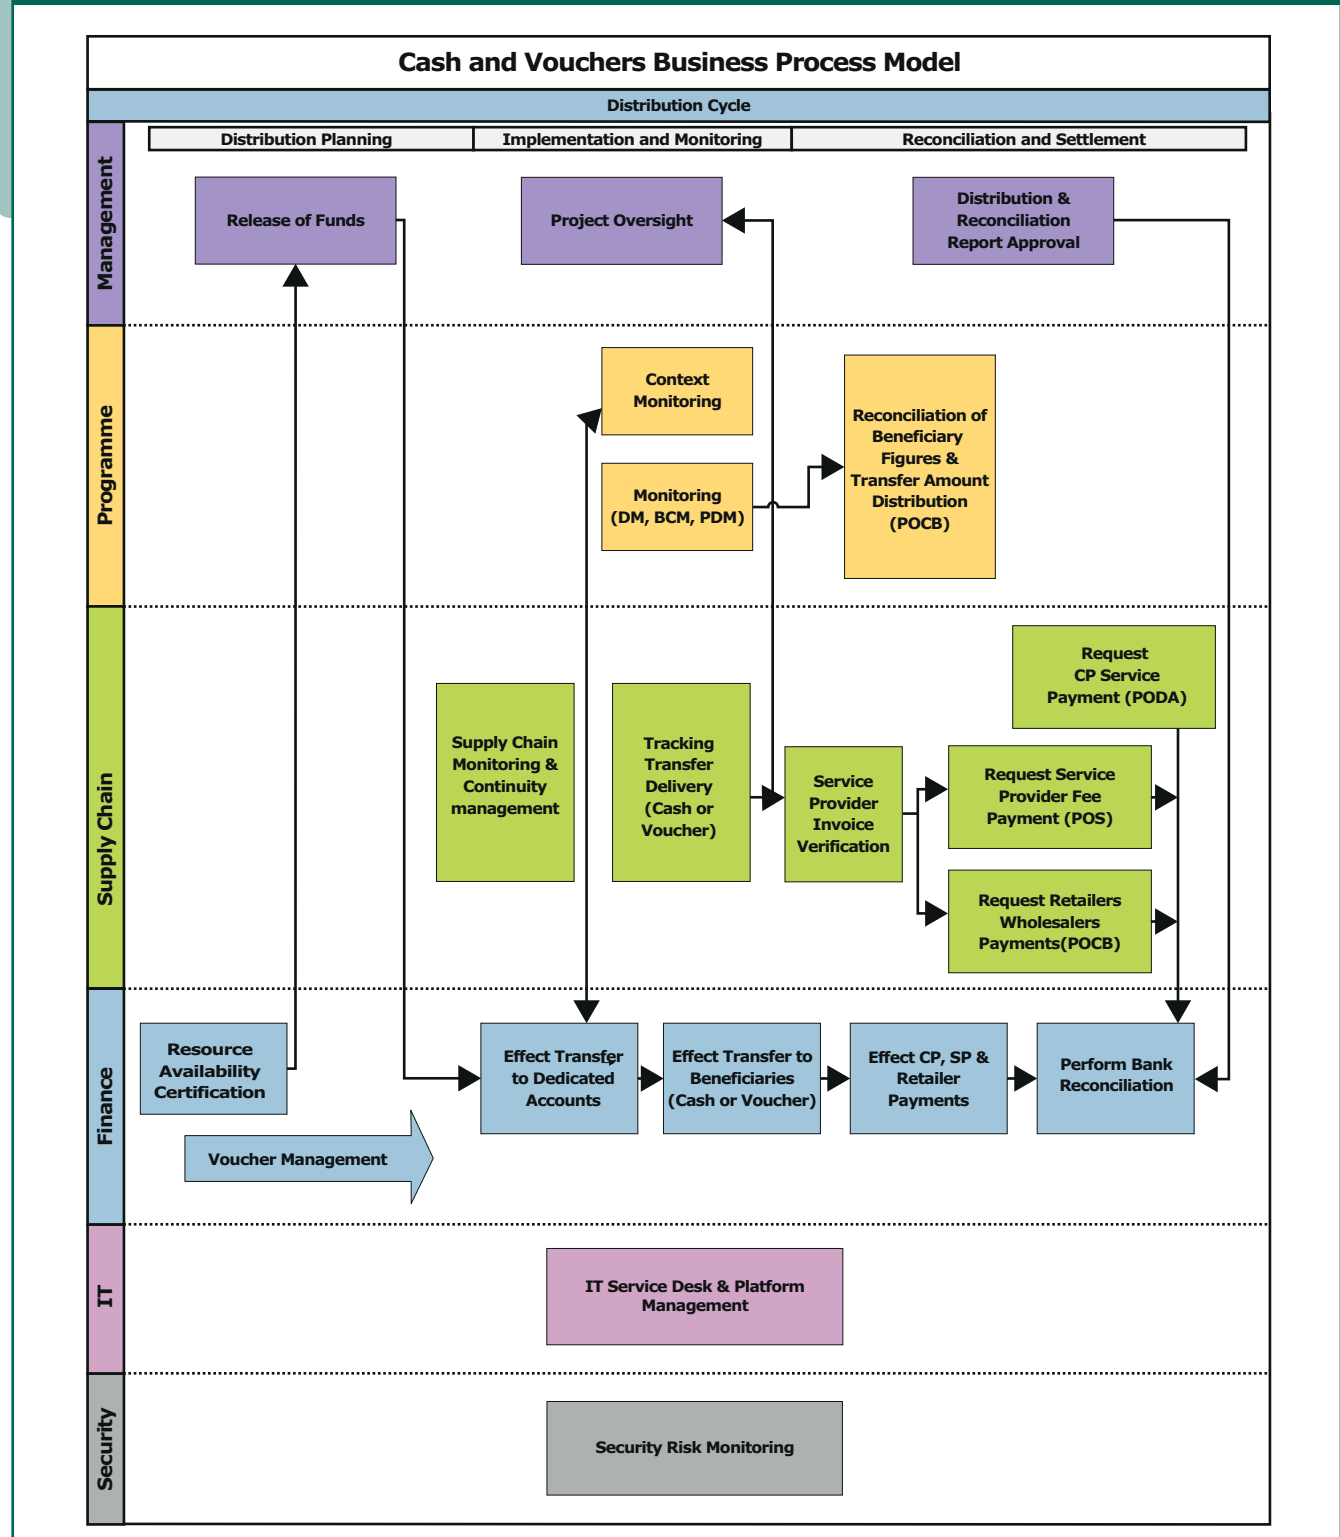 Cash and Vouchers Business Process Model
Distribution Cycle
Distribution Planning
Implementation and Monitoring
Reconciliation and Settlement
Management
Release of Funds
Project Oversight
Distribution &
Reconciliation
Report Approval
Programme
Context
Monitoring
Monitoring
(DM, BCM, PDM)
Reconciliation of
Beneficiary
Figures &
Transfer Amount
Distribution
(POCB)
Supply Chain
Supply Chain
Monitoring &
Continuity
management
Tracking
Transfer
Delivery
(Cash or
Voucher)
Service
Provider
Invoice
Verification
Request
CP Service
Payment (PODA)
Request Service
Provider Fee
Payment (POS)
Request Retailers
Wholesalers
Payments(POCB)
Finance
Resource
Availability
Certification
Effect Transfer
to Dedicated
Accounts
Effect Transfer to
Beneficiaries
(Cash or Voucher)
Effect CP, SP &
Retailer
Payments
Perform Bank
Reconciliation
Voucher Management
IT
IT Service Desk & Platform
Management
Security
Security Risk Monitoring